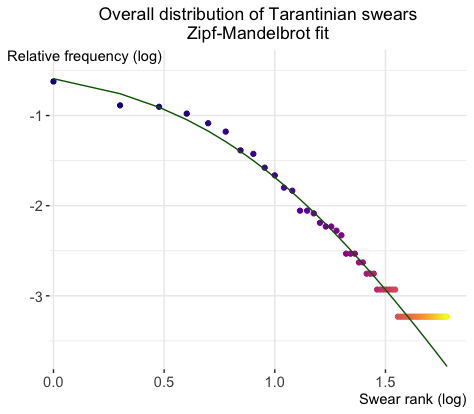 Overall distribution of Tarantinian swears
Zipf-Mandelbrot fit
Relative frequency (log)
-1
-2
-3
0.0 0.5 1.0 1.5
Swear rank (log)